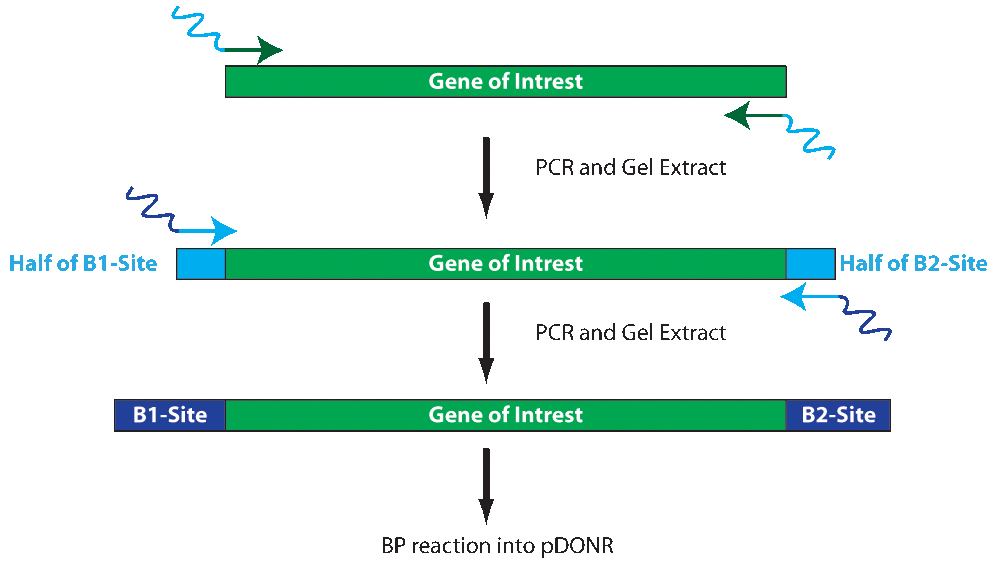 Gene of Intrest
PCR and Gel Extract
Half of B1-Site
Gene of Intrest
Half of B2-Site
PCR and Gel Extract
B1-Site
Gene of Intrest
B2-Site
BP reaction into pDONR